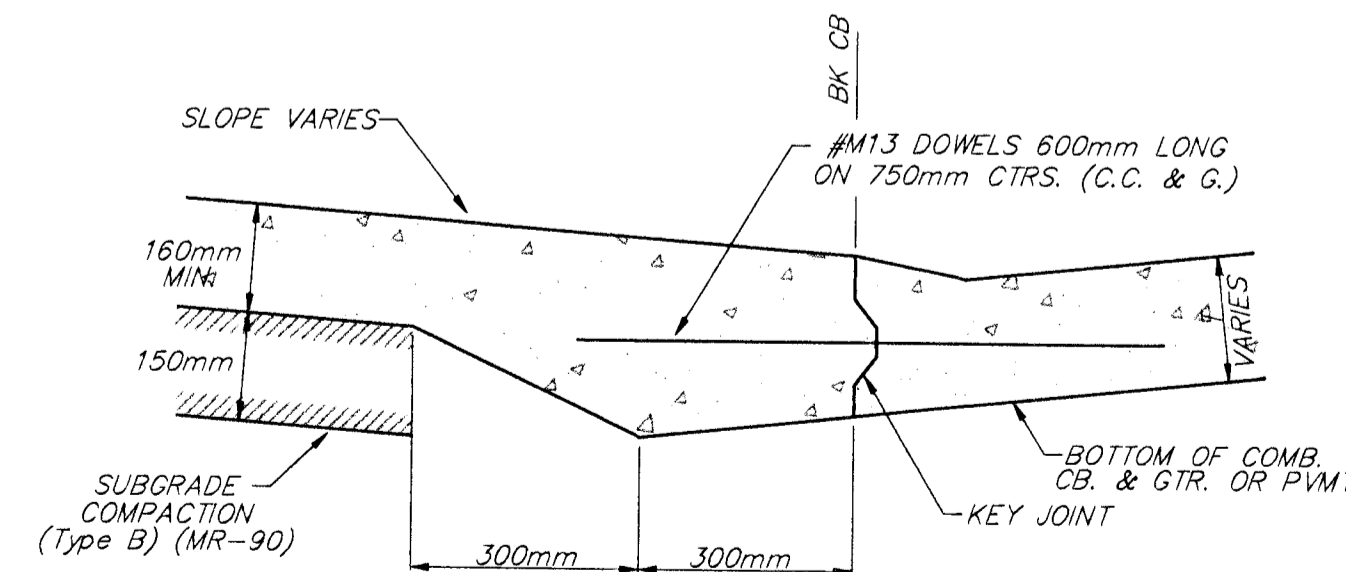 BK CB
SLOPE VARIES
#M13 DOWELS 600mm LONG
ON 750mm CTRS. (C.C. & G.)
160mm
MIN.
VARIES
150mm
BOTTOM OF COMB.
CB. & GTR. OR PVMT
SUBGRADE
COMPACTION
(Type B) (MR-90)
KEY JOINT
300mm
300mm